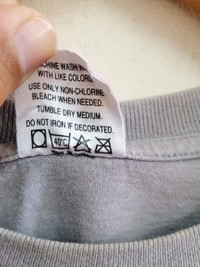 WASH W
WITH LIKE COLORS
USE ONLY NON-CHLORINE
BLEACH WHEN NEEDED.
TUMBLE DRY MEDIUM.
DO NOT IRON IF DECORATED.
40°C